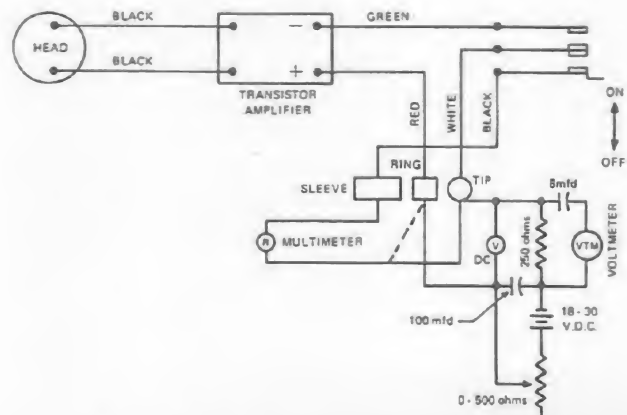 BLACK
GREEN
HEAD
−
+
BLACK
TRANSISTOR
AMPLIFIER
RED
WHITE
BLACK
ON
OFF
RING
SLEEVE
TIP
8mfd
R
MULTIMETER
V
DC
250 ohms
VTM
VOLTMETER
100 mfd
18 - 30
V.D.C.
0 - 500 ohms